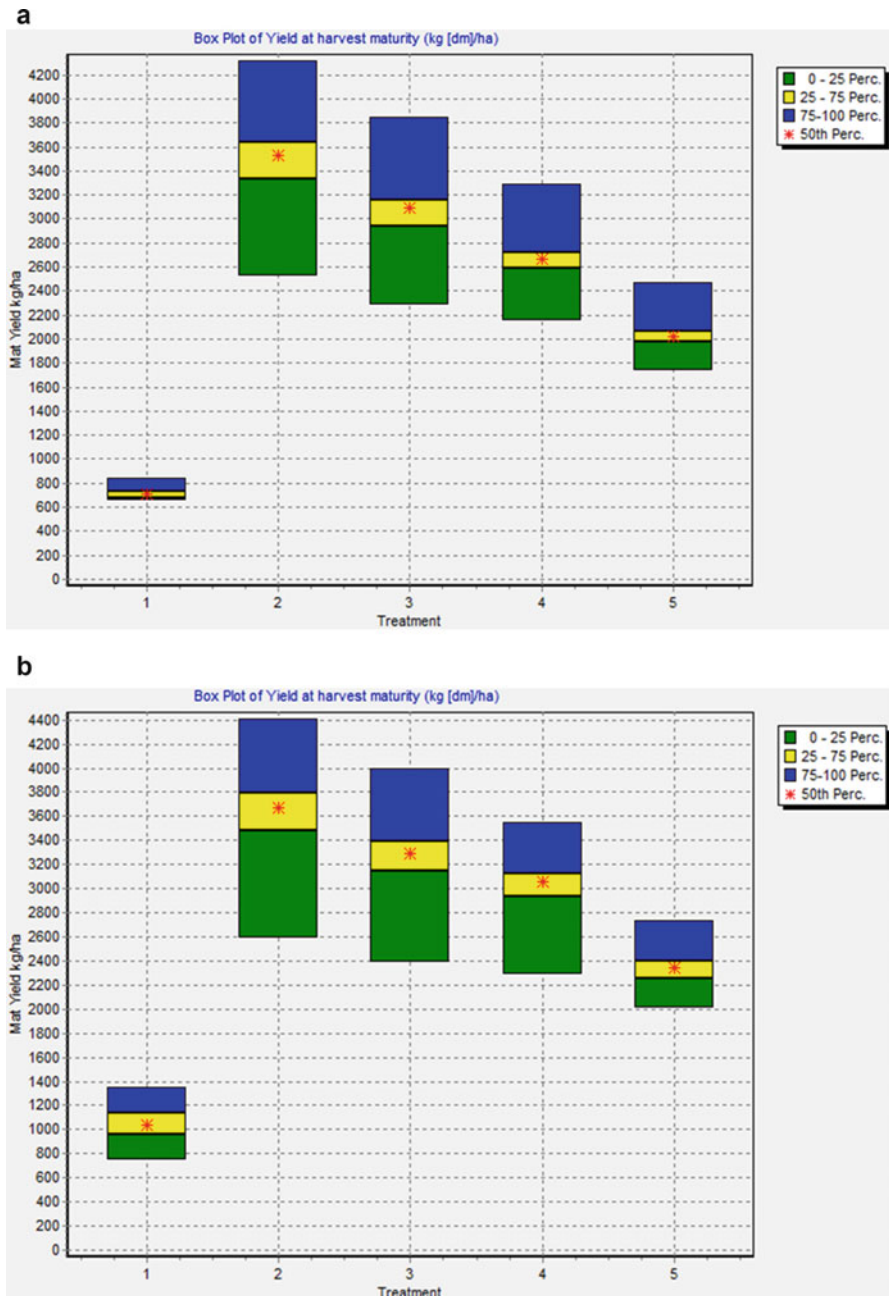 a
Box Plot of Yield at harvest maturity (kg [dm]/ha)
4200
4000
3800
3600
3400
3200
3000
2800
2600
2400
2200
2000
1800
1600
1400
1200
1000
800
600
400
200
0
Mat Yield kg/ha
1 2 3 4 5
Treatment
0 - 25 Perc.
25 - 75 Perc.
75-100 Perc.
50th Perc.
b
Box Plot of Yield at harvest maturity (kg [dm]/ha)
4400
4200
4000
3800
3600
3400
3200
3000
2800
2600
2400
2200
2000
1800
1600
1400
1200
1000
800
600
400
200
0
Mat Yield kg/ha
1 2 3 4 5
Treatment
0 - 25 Perc.
25 - 75 Perc.
75-100 Perc.
50th Perc.